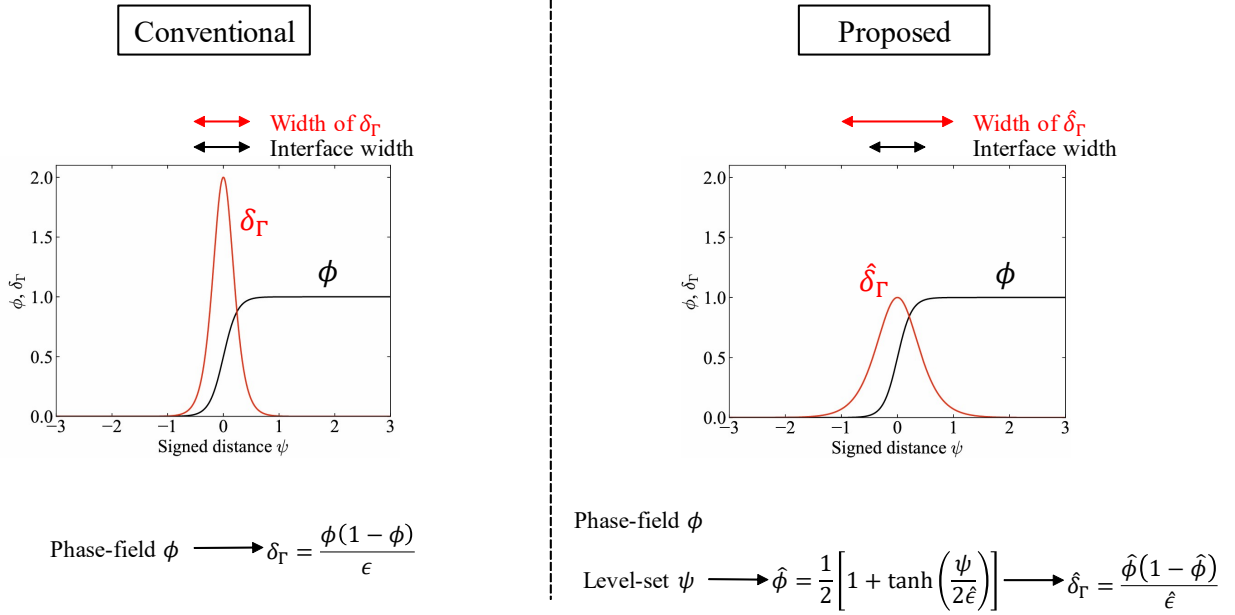 Conventional
Width of δ_Γ
Interface width
2.0
1.5
1.0
0.5
0.0
ϕ, δ_Γ
δ_Γ
ϕ
−3 −2 −1 0 1 2 3
Signed distance ψ
Phase-field ϕ → δ_Γ = ϕ(1 − ϕ) / ϵ
Proposed
Width of δ̂_Γ
Interface width
2.0
1.5
1.0
0.5
0.0
ϕ, δ_Γ
δ̂_Γ
ϕ
−3 −2 −1 0 1 2 3
Signed distance ψ
Phase-field ϕ
Level-set ψ → ϕ̂ = 1/2 [1 + tanh (ψ / 2ϵ̂)] → δ̂_Γ = ϕ̂(1 − ϕ̂) / ϵ̂